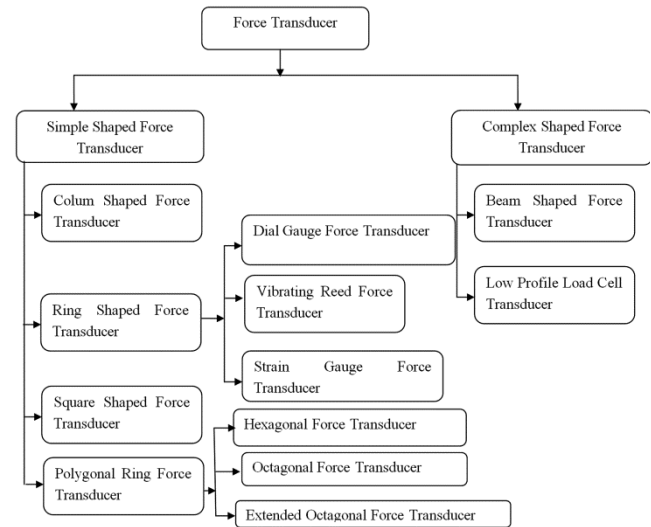 Force Transducer
Simple Shaped Force
Transducer
Complex Shaped Force
Transducer
Colum Shaped Force
Transducer
Ring Shaped Force
Transducer
Square Shaped Force
Transducer
Polygonal Ring Force
Transducer
Dial Gauge Force Transducer
Vibrating Reed Force
Transducer
Strain Gauge Force
Transducer
Hexagonal Force Transducer
Octagonal Force Transducer
Extended Octagonal Force Transducer
Beam Shaped Force
Transducer
Low Profile Load Cell
Transducer